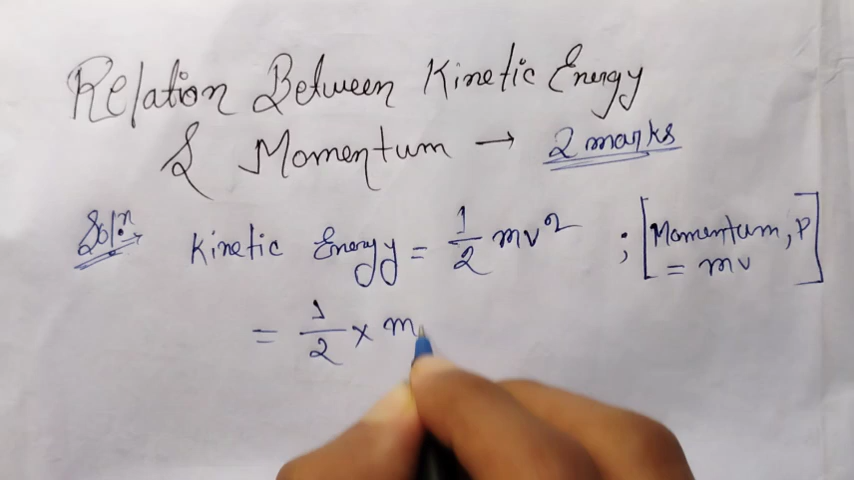 Relation Between Kinetic Energy
& Momentum → 2 marks
Solⁿ: → Kinetic Energy = 1/2 mv² ; [Momentum, P = mv]
= 1/2 × m